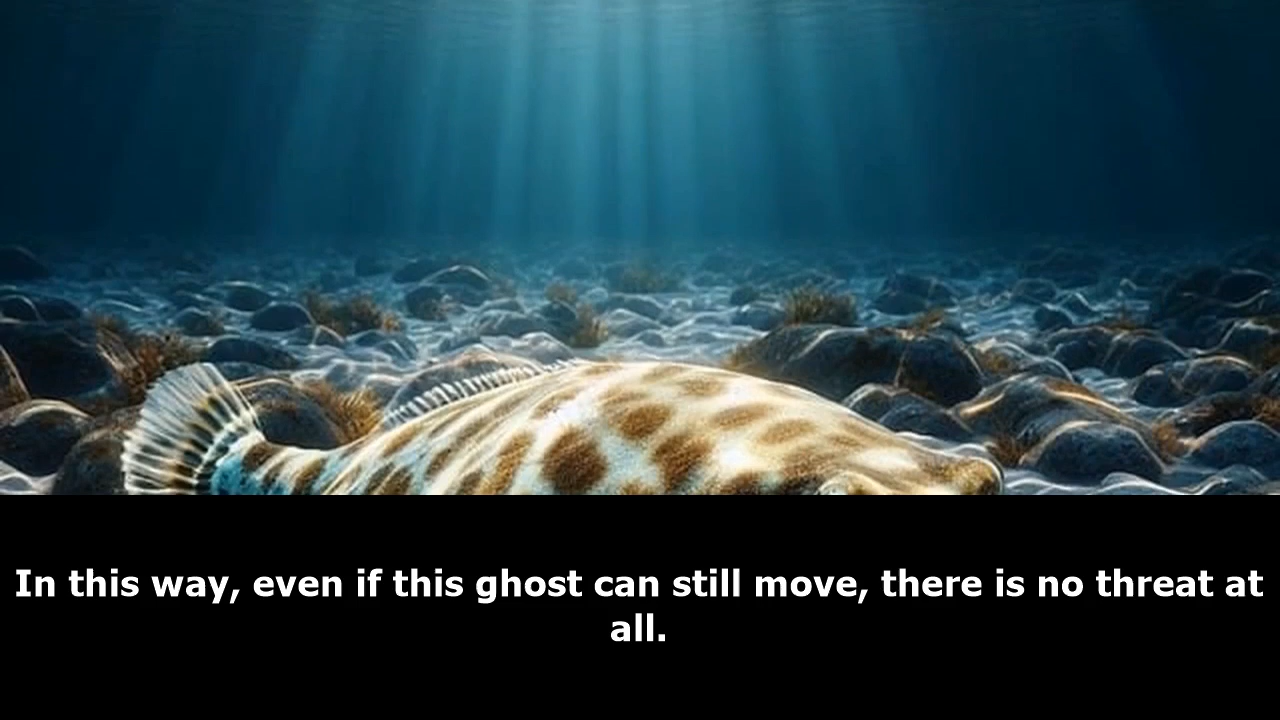 In this way, even if this ghost can still move, there is no threat at
all.